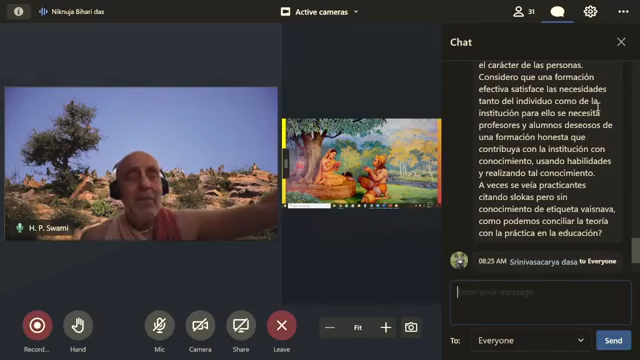 Niknuja Bihari das
Active cameras
31
Chat
el carácter de las personas.
Considero que una formación
efectiva satisface las necesidades
tanto del individuo como de la
institución para ello se necesita
profesores y alumnos deseosos de
una formación honesta que
contribuya con la institución con
conocimiento, usando habilidades
y realizando tal conocimiento.
A veces se veía practicantes
citando slokas pero sin
conocimiento de etiqueta vaisnava,
como podemos conciliar la teoría
con la práctica en la educación?
H. P. Swami
08:25 AM Srinivasacarya dasa to Everyone
Enter your message
Record...
Hand
Mic
Camera
Share
Leave
Fit
To:
Everyone
Send